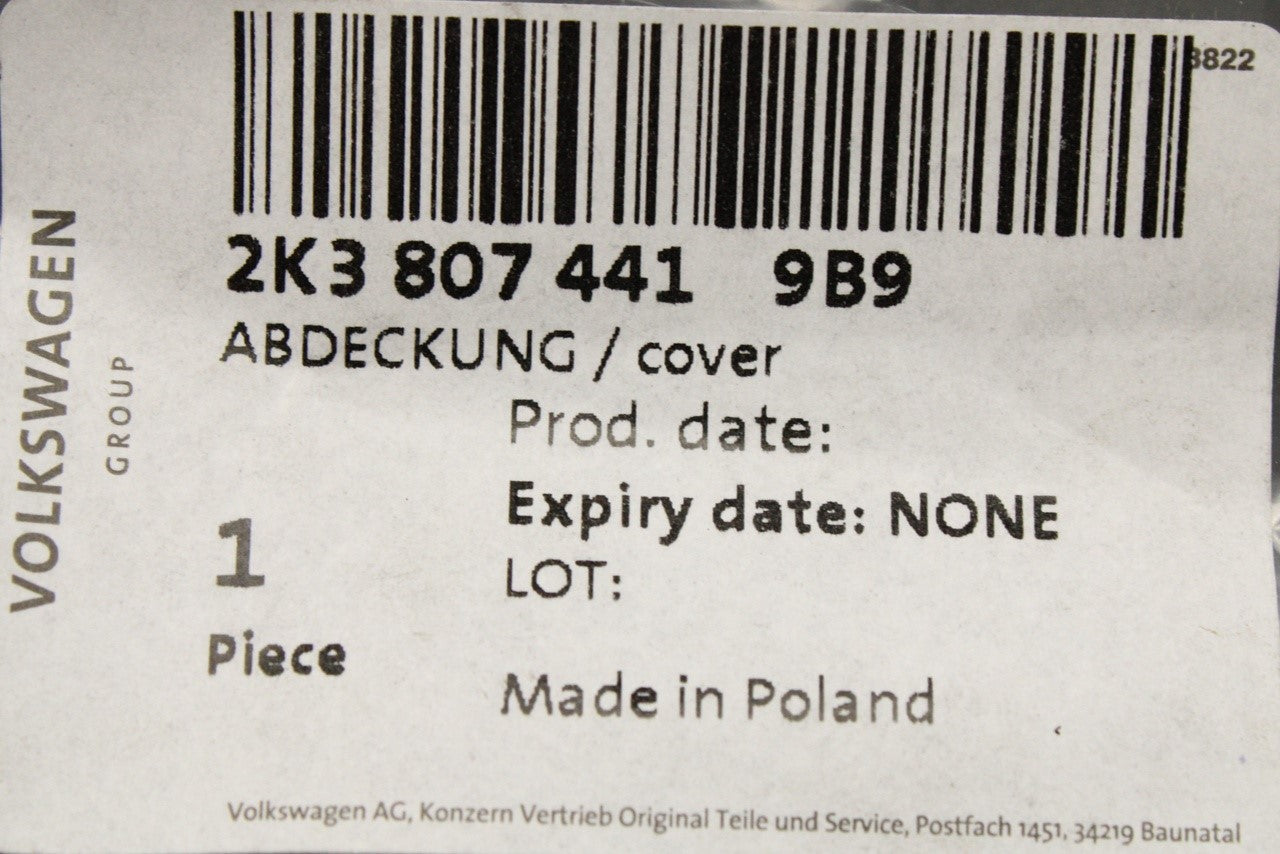 3822
2K3 807 441 9B9
ABDECKUNG / cover
Prod. date:
Expiry date: NONE
LOT:
1
Piece
Made in Poland
VOLKSWAGEN
GROUP
Volkswagen AG, Konzern Vertrieb Original Teile und Service, Postfach 1451, 34219 Baunatal